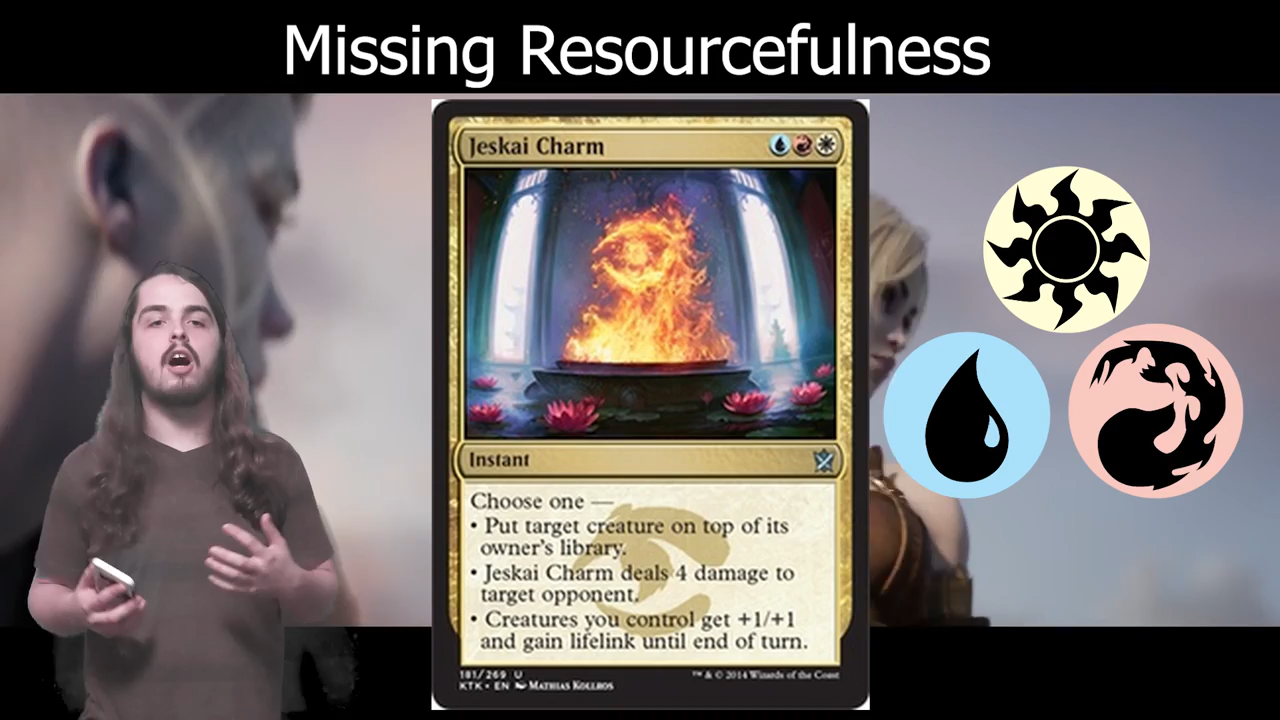 Missing Resourcefulness
Jeskai Charm
Instant
Choose one —
• Put target creature on top of its
owner's library.
• Jeskai Charm deals 4 damage to
target opponent.
• Creatures you control get +1/+1
and gain lifelink until end of turn.
181/269 U
KTK • EN Mathias Kollros
™ & © 2014 Wizards of the Coast